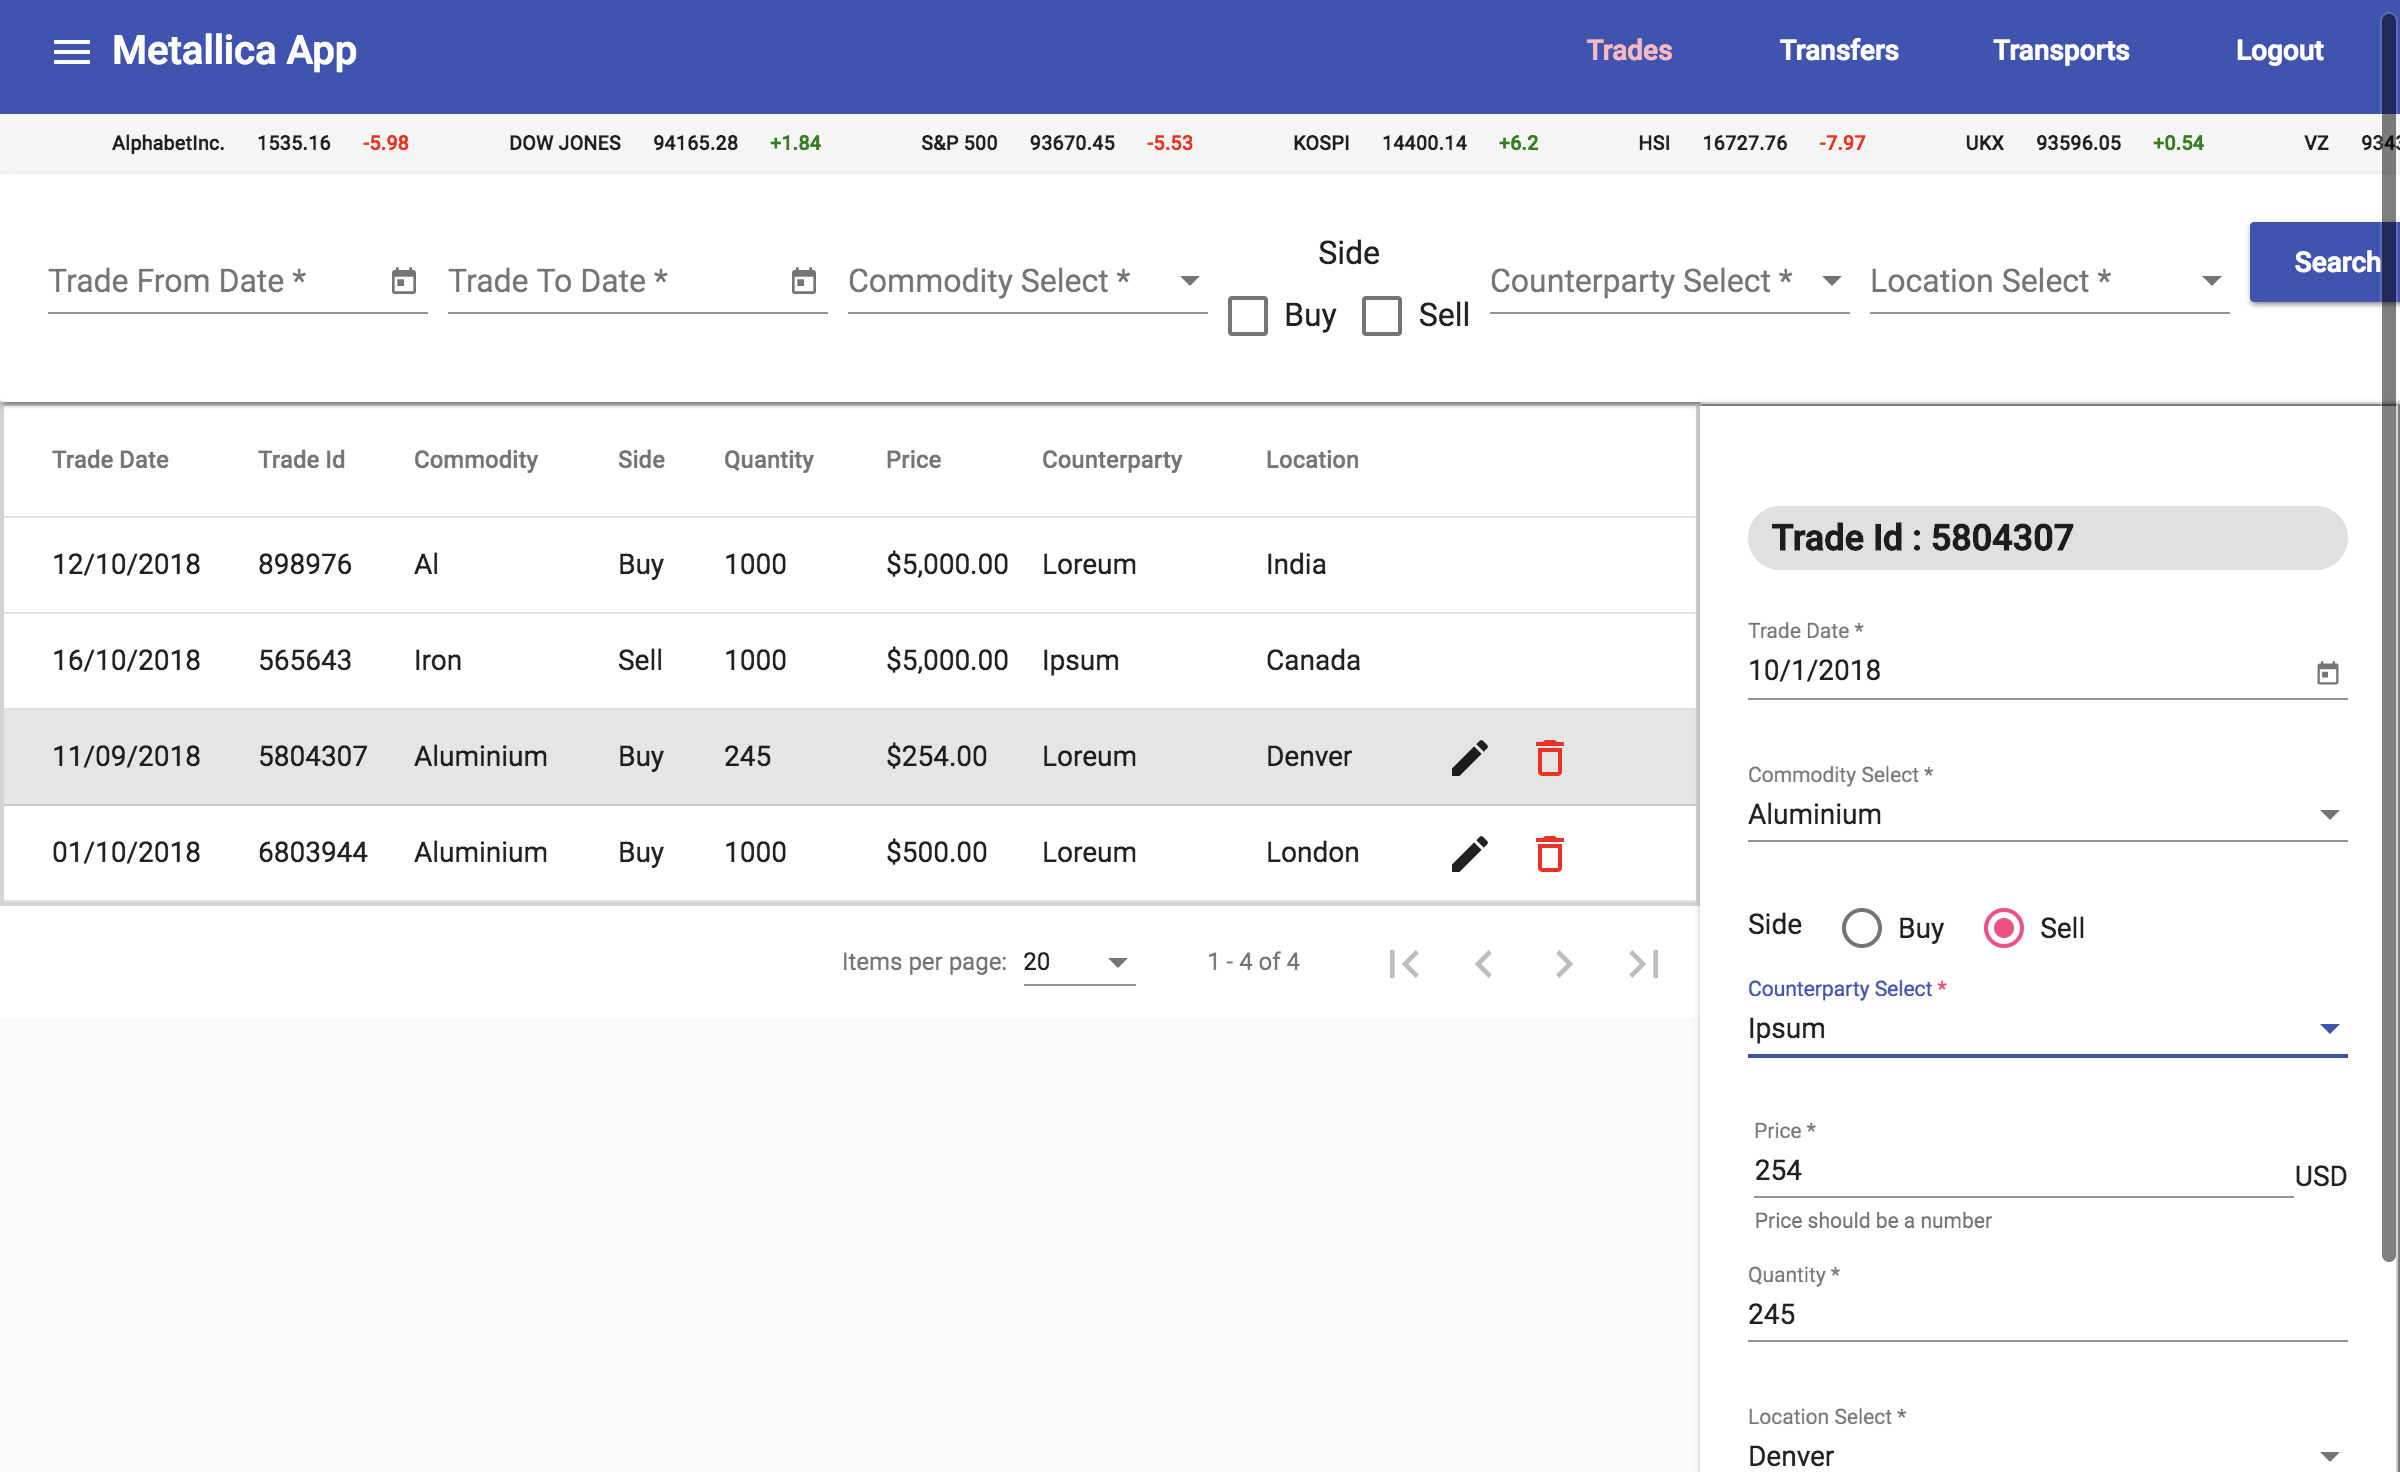 Metallica App
Trades Transfers Transports Logout
AlphabetInc. 1535.16 -5.98 DOW JONES 94165.28 +1.84 S&P 500 93670.45 -5.53 KOSPI 14400.14 +6.2 HSI 16727.76 -7.97 UKX 93596.05 +0.54 VZ
Trade From Date * Trade To Date * Commodity Select * Side Buy Sell Counterparty Select * Location Select * Search
Trade Date Trade Id Commodity Side Quantity Price Counterparty Location
12/10/2018 898976 Al Buy 1000 $5,000.00 Loreum India
16/10/2018 565643 Iron Sell 1000 $5,000.00 Ipsum Canada
11/09/2018 5804307 Aluminium Buy 245 $254.00 Loreum Denver
01/10/2018 6803944 Aluminium Buy 1000 $500.00 Loreum London
Items per page: 20 1 - 4 of 4
Trade Id : 5804307
Trade Date *
10/1/2018
Commodity Select *
Aluminium
Side Buy Sell
Counterparty Select *
Ipsum
Price *
254 USD
Price should be a number
Quantity *
245
Location Select *
Denver